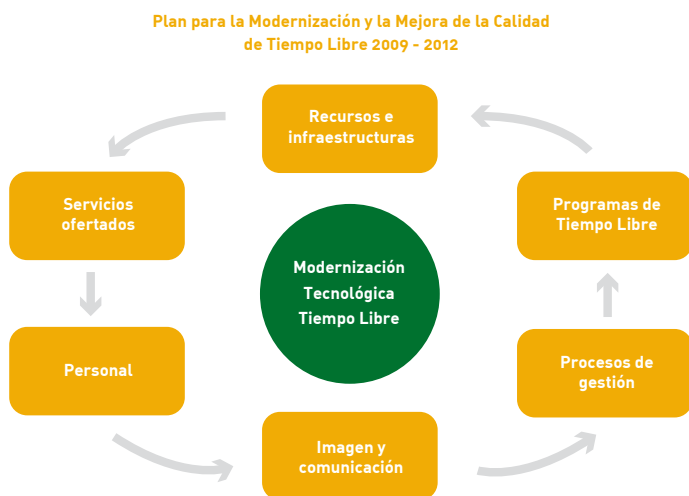 Plan para la Modernización y la Mejora de la Calidad
de Tiempo Libre 2009 - 2012
Recursos e
infraestructuras
Servicios
ofertados
Programas de
Tiempo Libre
Modernización
Tecnológica
Tiempo Libre
Personal
Procesos de
gestión
Imagen y
comunicación